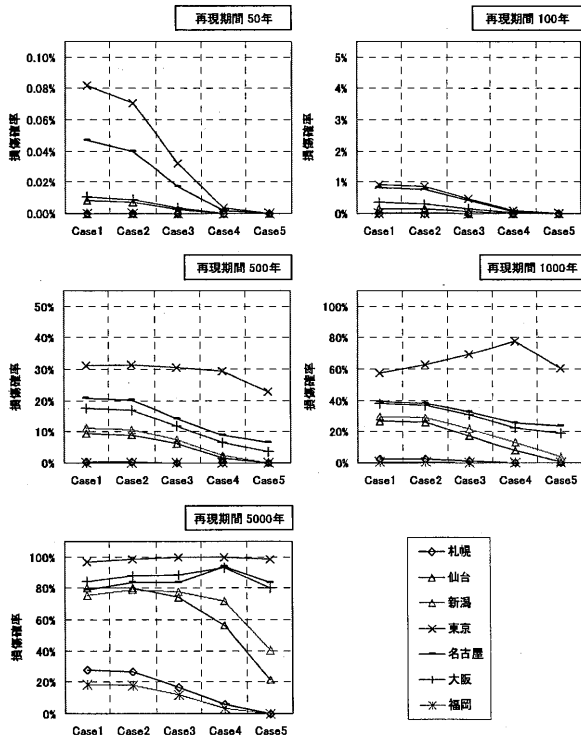 再現期間 50年
0.10%
0.08%
0.06%
0.04%
0.02%
0.00%
損傷確率
Case1 Case2 Case3 Case4 Case5
再現期間 100年
5%
4%
3%
2%
1%
0%
損傷確率
Case1 Case2 Case3 Case4 Case5
再現期間 500年
50%
40%
30%
20%
10%
0%
損傷確率
Case1 Case2 Case3 Case4 Case5
再現期間 1000年
100%
80%
60%
40%
20%
0%
損傷確率
Case1 Case2 Case3 Case4 Case5
再現期間 5000年
100%
80%
60%
40%
20%
0%
損傷確率
Case1 Case2 Case3 Case4 Case5
札幌
仙台
新潟
東京
名古屋
大阪
福岡